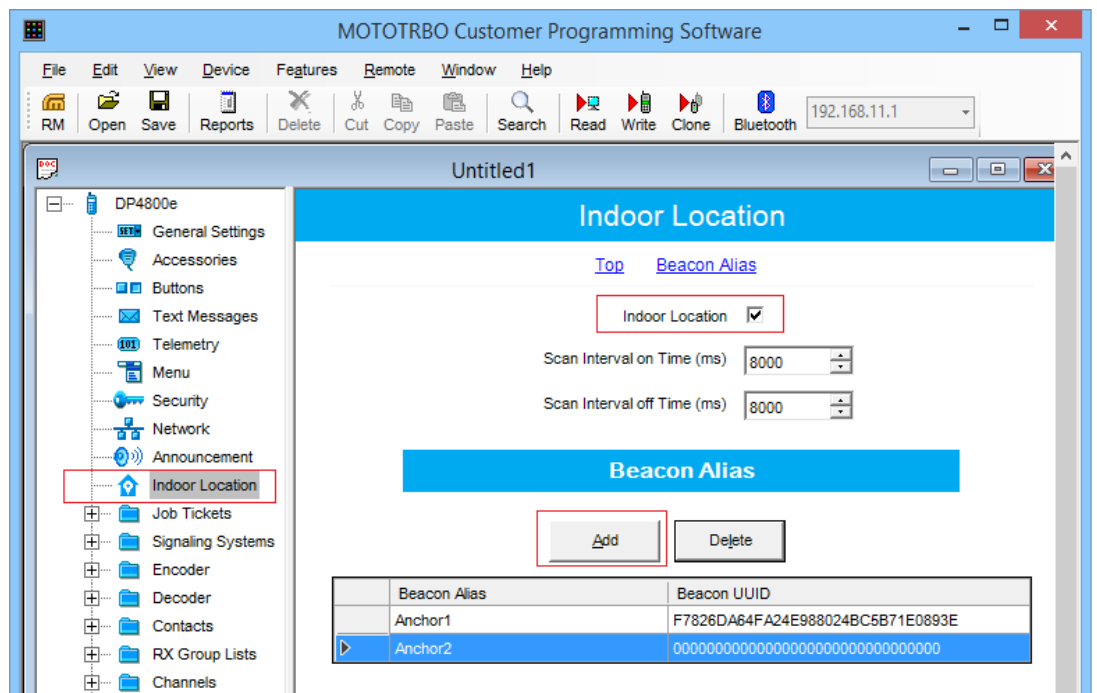 MOTOTRBO Customer Programming Software
File Edit View Device Features Remote Window Help
RM Open Save Reports Delete Cut Copy Paste Search Read Write Clone Bluetooth 192.168.11.1
DOC Untitled1
DP4800e
SET General Settings
Accessories
Buttons
Text Messages
101 Telemetry
Menu
Security
Network
Announcement
Indoor Location
Job Tickets
Signaling Systems
Encoder
Decoder
Contacts
RX Group Lists
Channels
Indoor Location
Top Beacon Alias
Indoor Location
Scan Interval on Time (ms) 8000
Scan Interval off Time (ms) 8000
Beacon Alias
Add Delete
Beacon Alias Beacon UUID
Anchor1 F7826DA64FA24E988024BC5B71E0893E
Anchor2 00000000000000000000000000000000